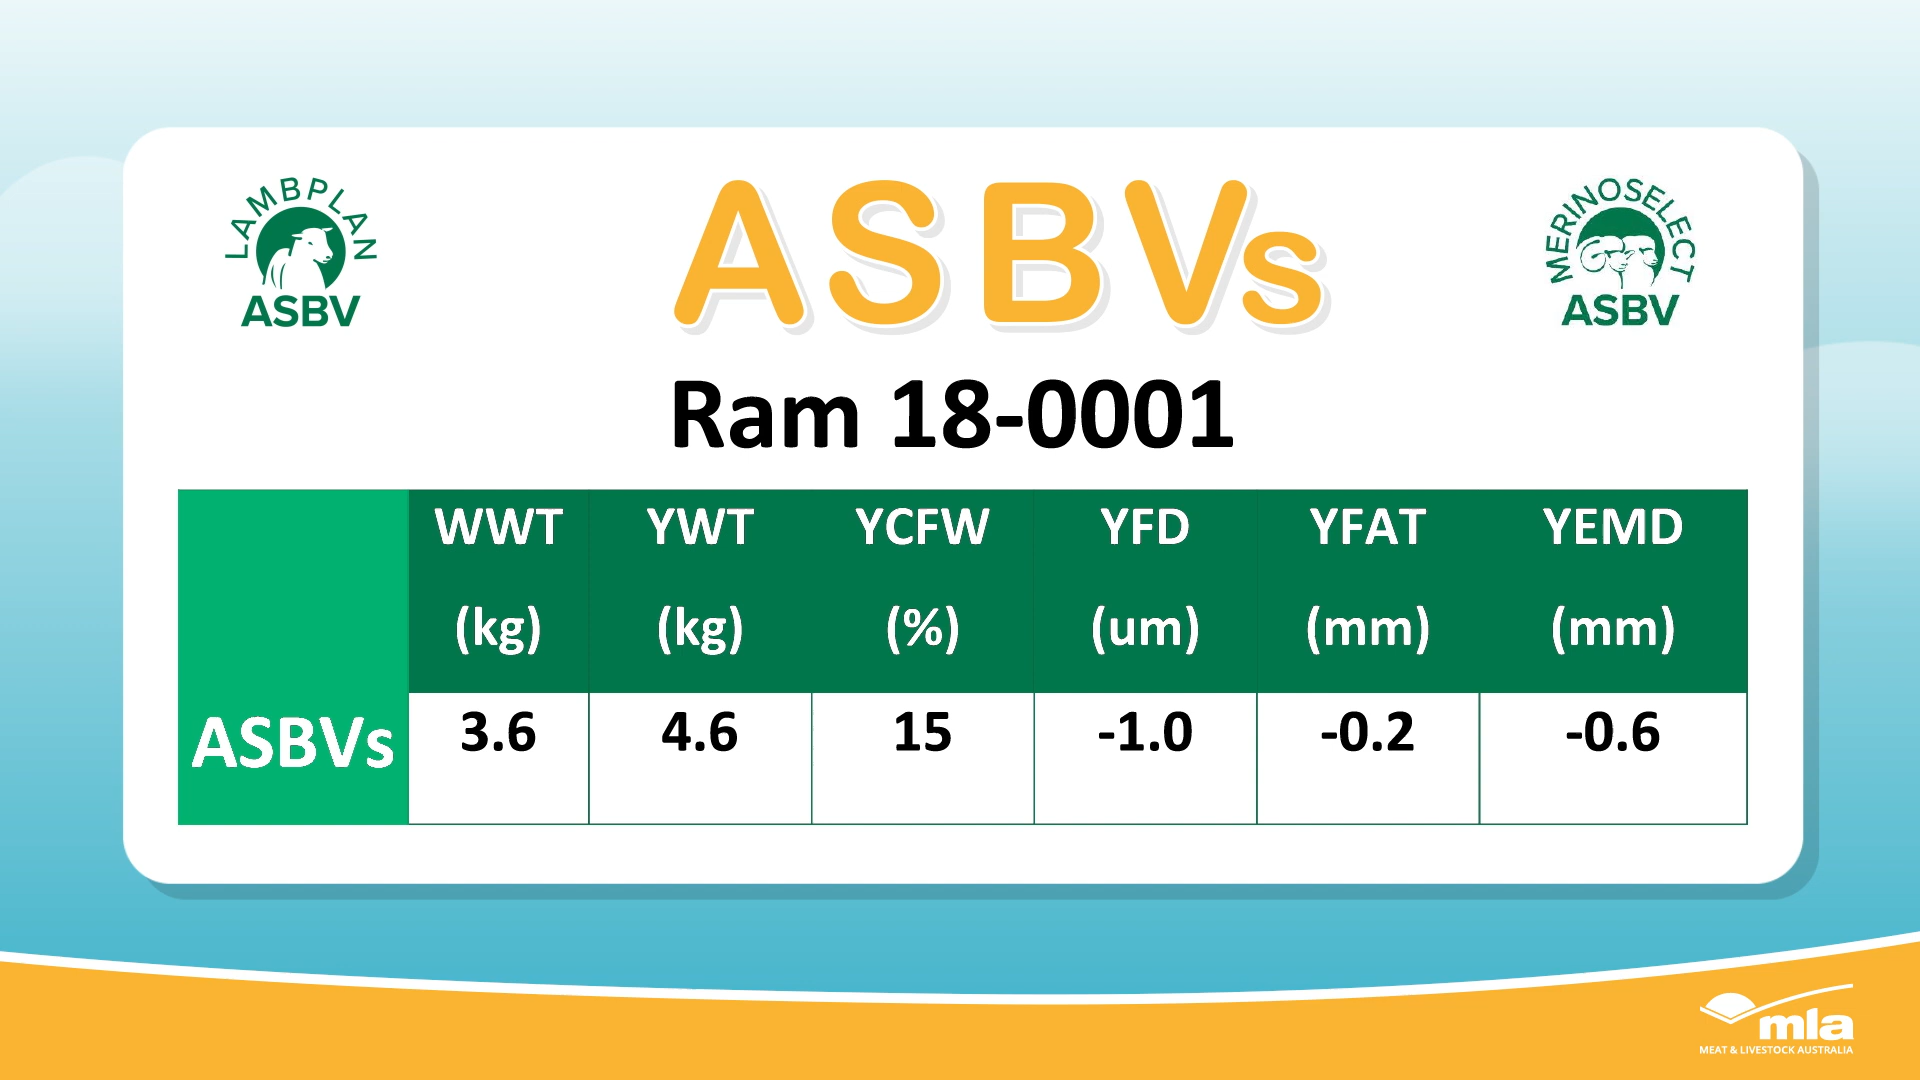 LAMBPLAN
ASBV
ASBVs
MERINOSELECT
ASBV
Ram 18-0001
WWT YWT YCFW YFD YFAT YEMD
(kg) (kg) (%) (um) (mm) (mm)
ASBVs 3.6 4.6 15 -1.0 -0.2 -0.6
mla
MEAT & LIVESTOCK AUSTRALIA